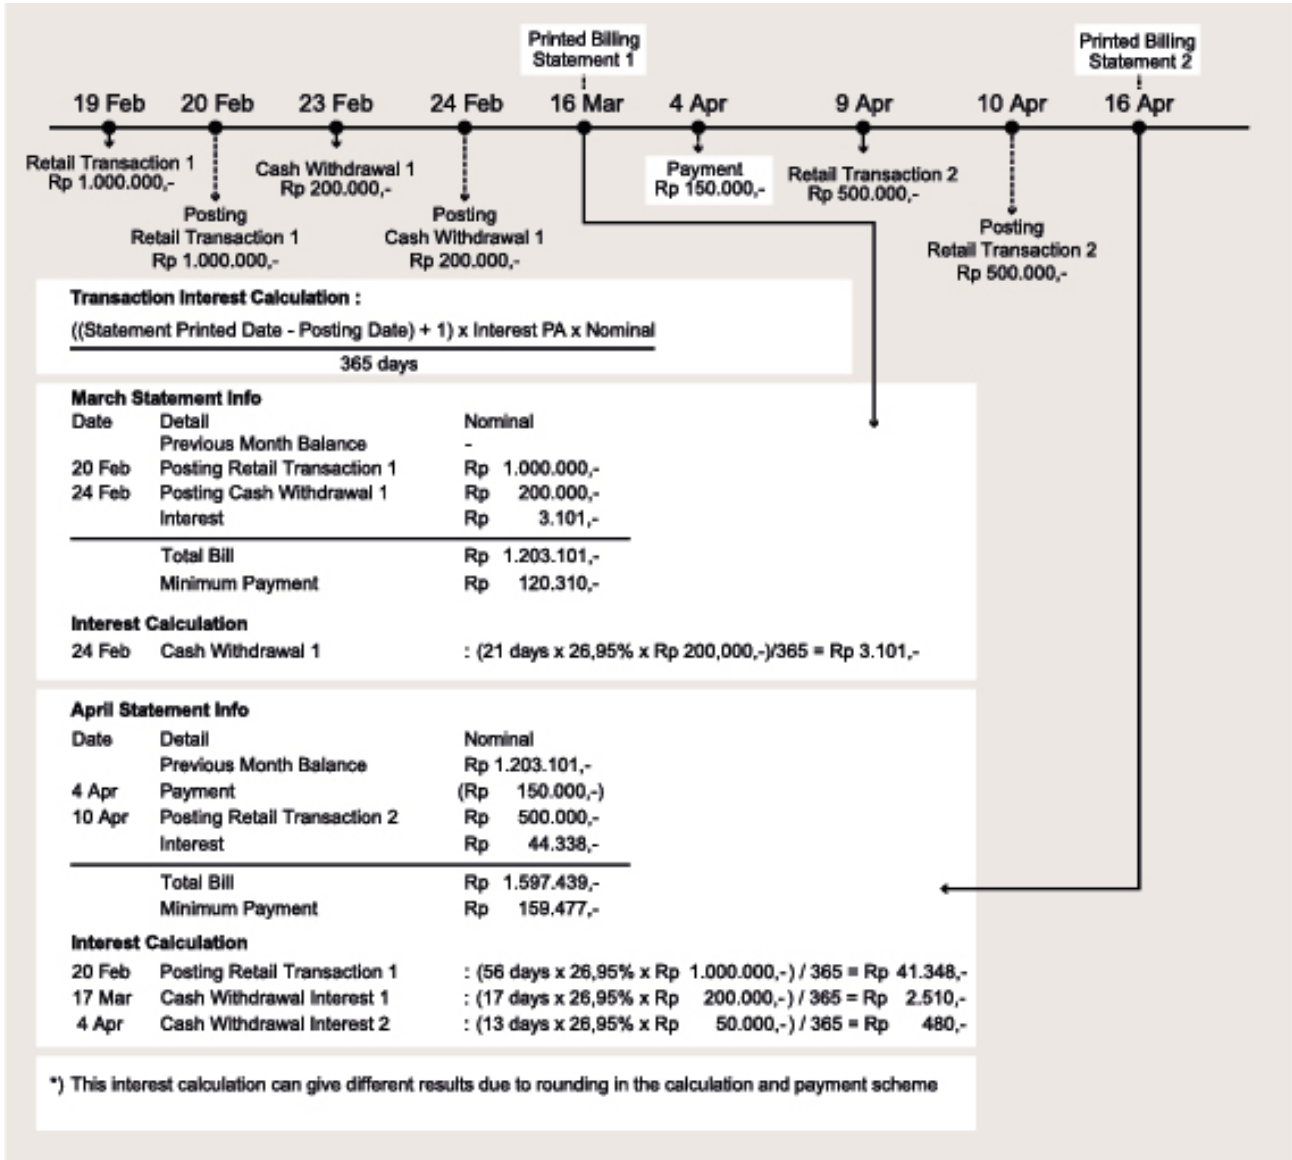 Printed Billing
Statement 1
Printed Billing
Statement 2
19 Feb 20 Feb 23 Feb 24 Feb 16 Mar 4 Apr 9 Apr 10 Apr 16 Apr
Retail Transaction 1
Rp 1.000.000,-
Posting
Retail Transaction 1
Rp 1.000.000,-
Cash Withdrawal 1
Rp 200.000,-
Posting
Cash Withdrawal 1
Rp 200.000,-
Payment
Rp 150.000,-
Retail Transaction 2
Rp 500.000,-
Posting
Retail Transaction 2
Rp 500.000,-
Transaction Interest Calculation :
((Statement Printed Date - Posting Date) + 1) x Interest PA x Nominal
365 days
March Statement Info
Date Detail Nominal
Previous Month Balance -
20 Feb Posting Retail Transaction 1 Rp 1.000.000,-
24 Feb Posting Cash Withdrawal 1 Rp 200.000,-
Interest Rp 3.101,-
Total Bill Rp 1.203.101,-
Minimum Payment Rp 120.310,-
Interest Calculation
24 Feb Cash Withdrawal 1 : (21 days x 26,95% x Rp 200,000,-)/365 = Rp 3.101,-
April Statement Info
Date Detail Nominal
Previous Month Balance Rp 1.203.101,-
4 Apr Payment (Rp 150.000,-)
10 Apr Posting Retail Transaction 2 Rp 500.000,-
Interest Rp 44.338,-
Total Bill Rp 1.597.439,-
Minimum Payment Rp 159.477,-
Interest Calculation
20 Feb Posting Retail Transaction 1 : (56 days x 26,95% x Rp 1.000.000,-) / 365 = Rp 41.348,-
17 Mar Cash Withdrawal Interest 1 : (17 days x 26,95% x Rp 200.000,-) / 365 = Rp 2.510,-
4 Apr Cash Withdrawal Interest 2 : (13 days x 26,95% x Rp 50.000,-) / 365 = Rp 480,-
*) This interest calculation can give different results due to rounding in the calculation and payment scheme